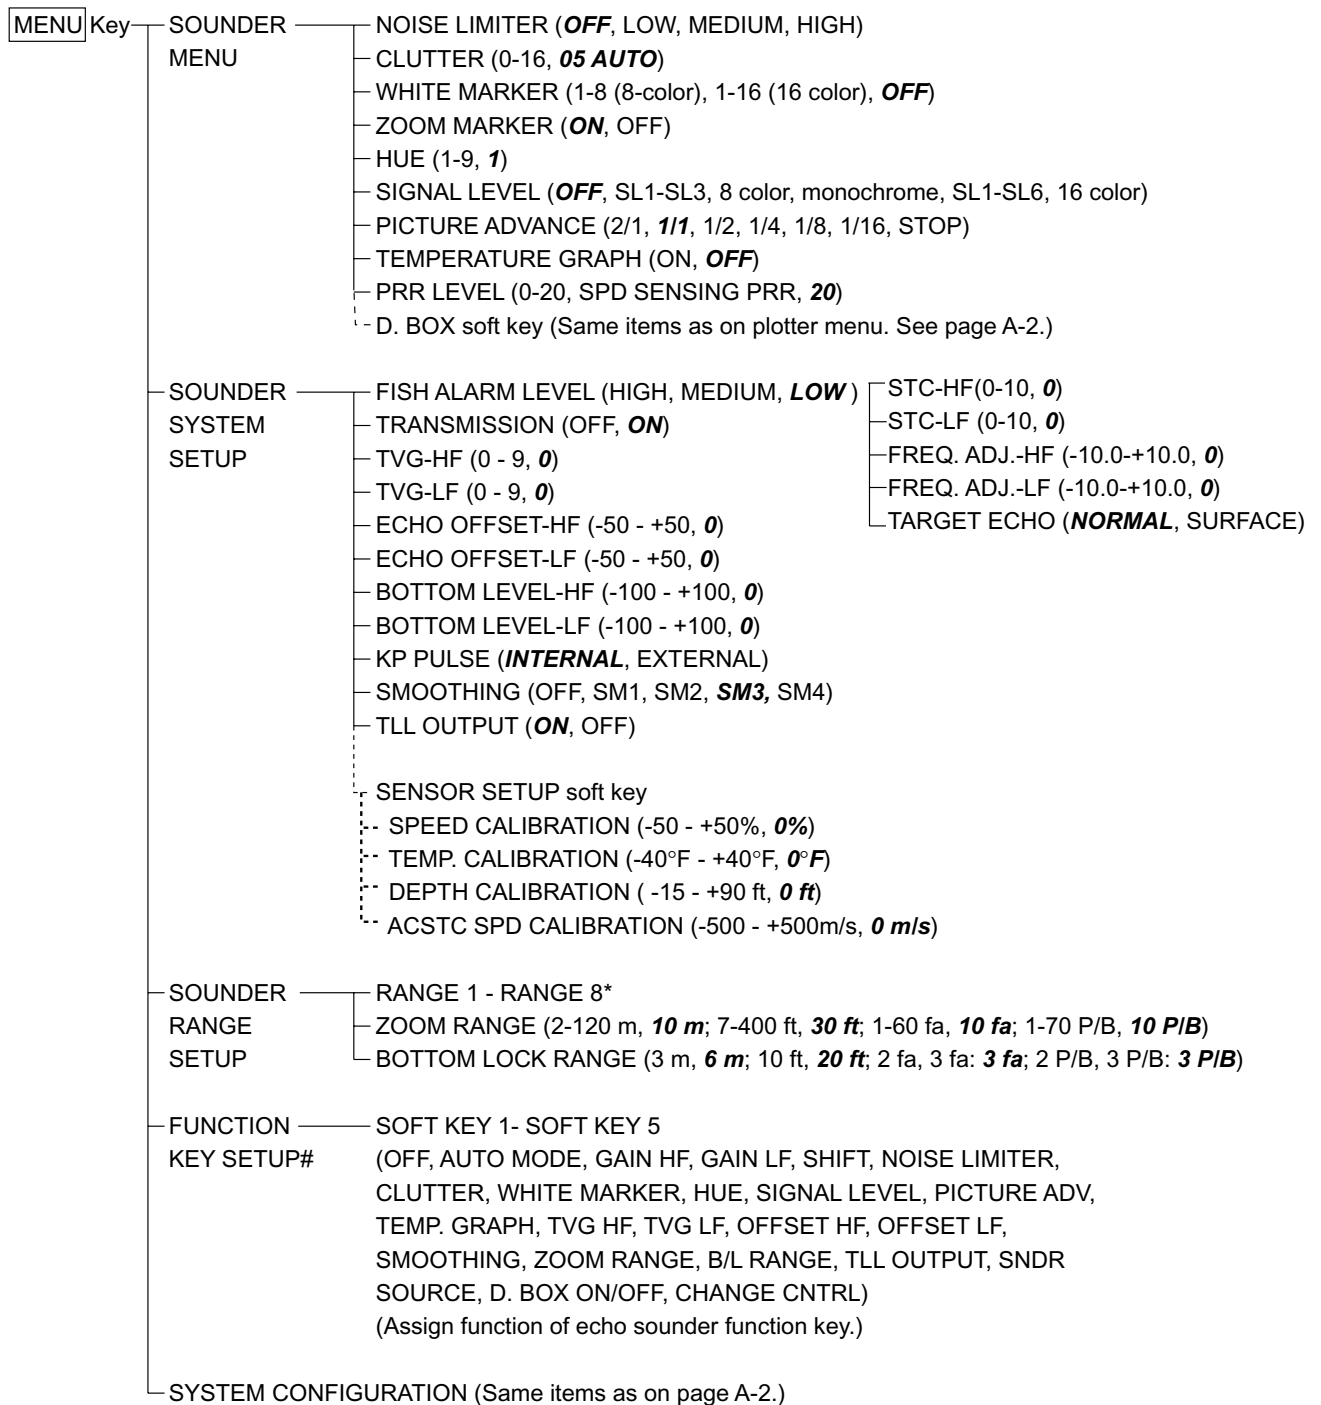 MENU Key SOUNDER MENU
NOISE LIMITER (OFF, LOW, MEDIUM, HIGH)
CLUTTER (0-16, 05 AUTO)
WHITE MARKER (1-8 (8-color), 1-16 (16 color), OFF)
ZOOM MARKER (ON, OFF)
HUE (1-9, 1)
SIGNAL LEVEL (OFF, SL1-SL3, 8 color, monochrome, SL1-SL6, 16 color)
PICTURE ADVANCE (2/1, 1/1, 1/2, 1/4, 1/8, 1/16, STOP)
TEMPERATURE GRAPH (ON, OFF)
PRR LEVEL (0-20, SPD SENSING PRR, 20)
D. BOX soft key (Same items as on plotter menu. See page A-2.)
SOUNDER
SYSTEM
SETUP
FISH ALARM LEVEL (HIGH, MEDIUM, LOW )
TRANSMISSION (OFF, ON)
TVG-HF (0 - 9, 0)
TVG-LF (0 - 9, 0)
ECHO OFFSET-HF (-50 - +50, 0)
ECHO OFFSET-LF (-50 - +50, 0)
BOTTOM LEVEL-HF (-100 - +100, 0)
BOTTOM LEVEL-LF (-100 - +100, 0)
KP PULSE (INTERNAL, EXTERNAL)
SMOOTHING (OFF, SM1, SM2, SM3, SM4)
TLL OUTPUT (ON, OFF)
STC-HF(0-10, 0)
STC-LF (0-10, 0)
FREQ. ADJ.-HF (-10.0-+10.0, 0)
FREQ. ADJ.-LF (-10.0-+10.0, 0)
TARGET ECHO (NORMAL, SURFACE)
SENSOR SETUP soft key
SPEED CALIBRATION (-50 - +50%, 0%)
TEMP. CALIBRATION (-40°F - +40°F, 0°F)
DEPTH CALIBRATION ( -15 - +90 ft, 0 ft)
ACSTC SPD CALIBRATION (-500 - +500m/s, 0 m/s)
SOUNDER
RANGE
SETUP
RANGE 1 - RANGE 8*
ZOOM RANGE (2-120 m, 10 m; 7-400 ft, 30 ft; 1-60 fa, 10 fa; 1-70 P/B, 10 P/B)
BOTTOM LOCK RANGE (3 m, 6 m; 10 ft, 20 ft; 2 fa, 3 fa: 3 fa; 2 P/B, 3 P/B: 3 P/B)
FUNCTION
KEY SETUP#
SOFT KEY 1- SOFT KEY 5
(OFF, AUTO MODE, GAIN HF, GAIN LF, SHIFT, NOISE LIMITER,
CLUTTER, WHITE MARKER, HUE, SIGNAL LEVEL, PICTURE ADV,
TEMP. GRAPH, TVG HF, TVG LF, OFFSET HF, OFFSET LF,
SMOOTHING, ZOOM RANGE, B/L RANGE, TLL OUTPUT, SNDR
SOURCE, D. BOX ON/OFF, CHANGE CNTRL)
(Assign function of echo sounder function key.)
SYSTEM CONFIGURATION (Same items as on page A-2.)